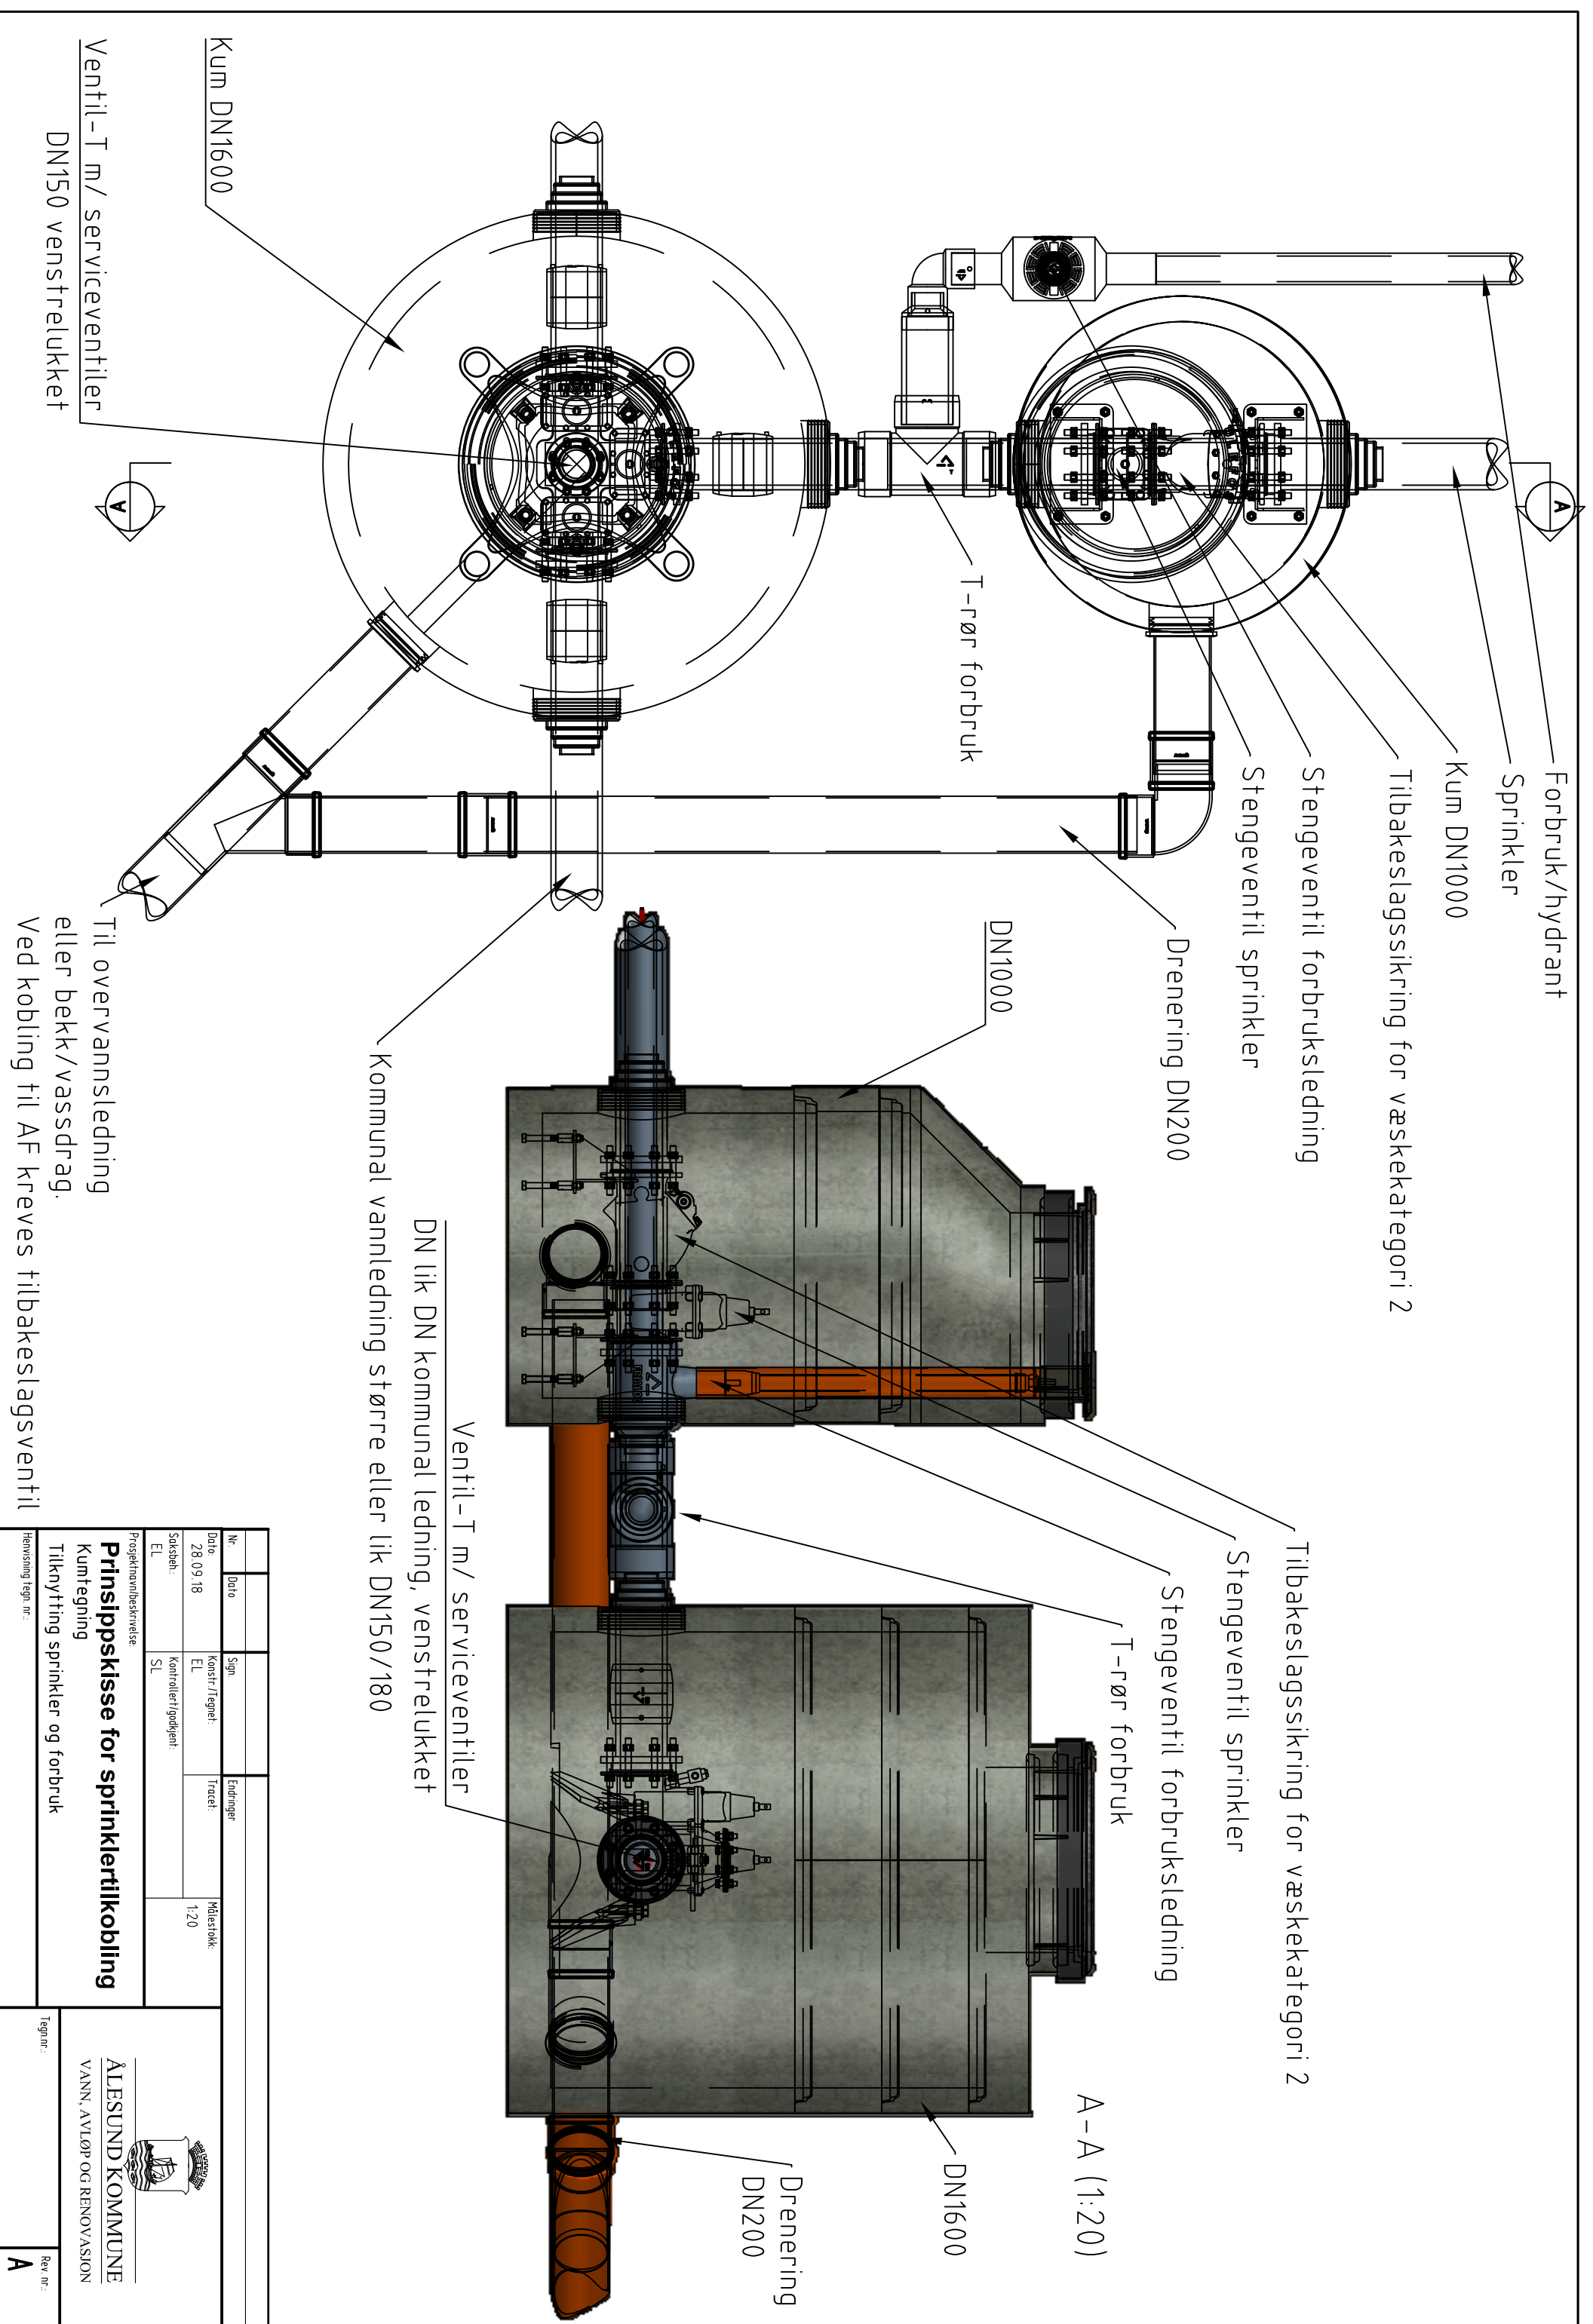 Forbruk/hydrant
Sprinkler
Kum DN1000
Tilbakeslagssikring for væskekategori 2
Stengeventil forbruksledning
Stengeventil sprinkler
Drenering DN200
T-rør forbruk
A
A
Kum DN1600
Ventil-T m/ serviceventiler
DN150 venstrelukket
Til overvannsledning
eller bekk/vassdrag.
Ved kobling til AF kreves tilbakeslagsventil
Kommunal vannledning større eller lik DN150/180
A-A (1:20)
Tilbakeslagssikring for væskekategori 2
Stengeventil sprinkler
Stengeventil forbruksledning
T-rør forbruk
DN1000
DN1600
Drenering
DN200
Ventil-T m/ serviceventiler
DN lik DN kommunal ledning, venstrelukket
Nr. Dato Sign. Endringer
Dato: Konstr./Tegnet: Tracet: Målestokk:
28.09.18 EL 1:20
Saksbeh.: Kontrollert/godkjent:
EL SL
Prosjektnavn/beskrivelse:
Prinsippskisse for sprinklertilkobling
Kumtegning
Tilknytting sprinkler og forbruk
Henvisning tegn. nr.:
ÅLESUND KOMMUNE
VANN, AVLØP OG RENOVASJON
Tegn.nr.: Rev. nr.:
A